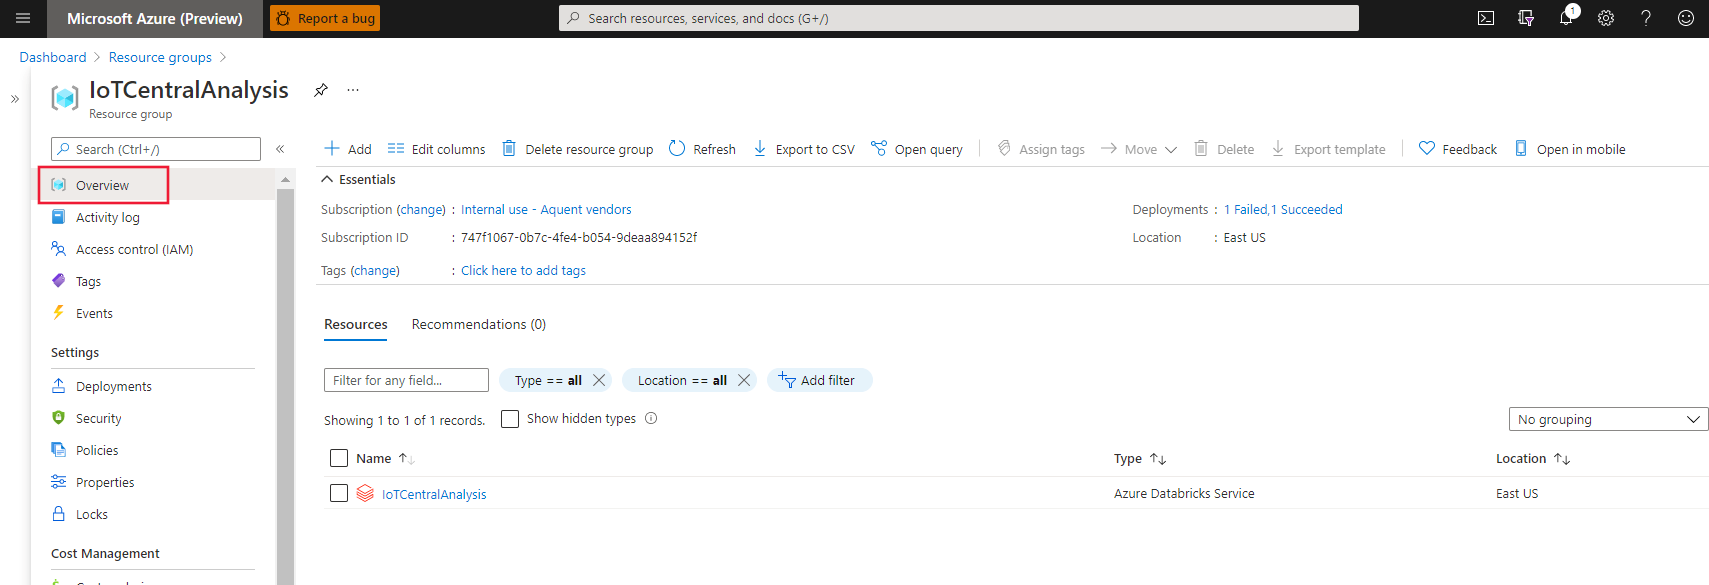 Microsoft Azure (Preview) Report a bug Search resources, services, and docs (G+/) 1
Dashboard > Resource groups >
IoTCentralAnalysis ...
Resource group
Search (Ctrl+/)
Add Edit columns Delete resource group Refresh Export to CSV Open query Assign tags Move Delete Export template Feedback Open in mobile
Overview
Activity log
Access control (IAM)
Tags
Events
Settings
Deployments
Security
Policies
Properties
Locks
Cost Management
Essentials
Subscription (change) : Internal use - Aquent vendors
Subscription ID : 747f1067-0b7c-4fe4-b054-9deaa894152f
Tags (change) : Click here to add tags
Deployments : 1 Failed,1 Succeeded
Location : East US
Resources Recommendations (0)
Filter for any field... Type == all Location == all Add filter
Showing 1 to 1 of 1 records. Show hidden types No grouping
Name Type Location
IoTCentralAnalysis Azure Databricks Service East US